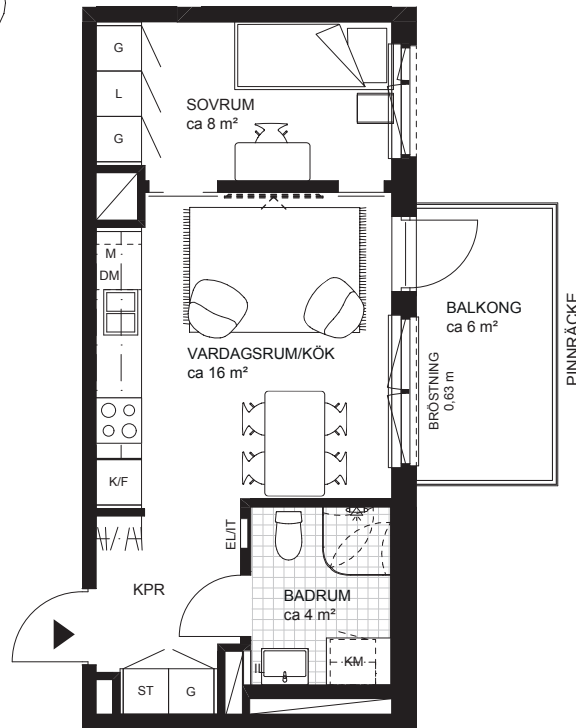 G
L
G
SOVRUM
ca 8 m²
M
DM
VARDAGSRUM/KÖK
ca 16 m²
BALKONG
ca 6 m²
PINNRÄCKE
BRÖSTNING
0,63 m
K/F
EL/IT
KPR
BADRUM
ca 4 m²
IL
KM
ST
G